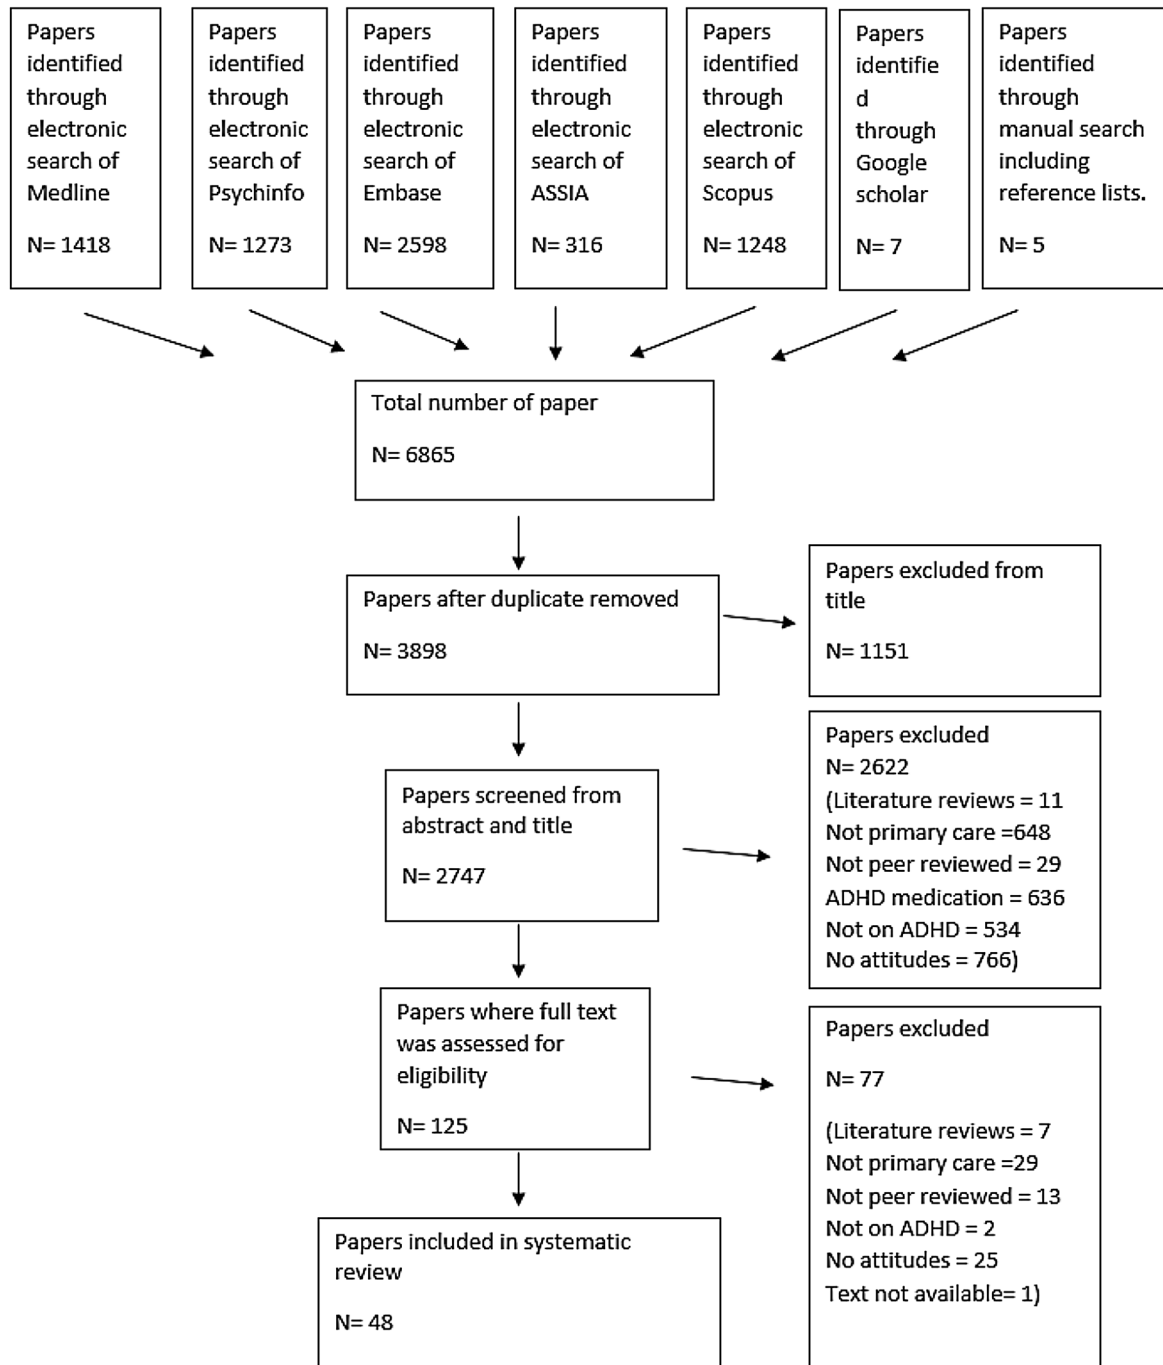 Papers
identified
through
electronic
search of
Medline
N= 1418
Papers
identified
through
electronic
search of
Psychinfo
N= 1273
Papers
identified
through
electronic
search of
Embase
N= 2598
Papers
identified
through
electronic
search of
ASSIA
N= 316
Papers
identified
through
electronic
search of
Scopus
N= 1248
Papers
identifie
d
through
Google
scholar
N= 7
Papers
identified
through
manual search
including
reference lists.
N= 5
Total number of paper
N= 6865
Papers after duplicate removed
N= 3898
Papers excluded from
title
N= 1151
Papers screened from
abstract and title
N= 2747
Papers excluded
N= 2622
(Literature reviews = 11
Not primary care =648
Not peer reviewed = 29
ADHD medication = 636
Not on ADHD = 534
No attitudes = 766)
Papers where full text
was assessed for
eligibility
N= 125
Papers excluded
N= 77
(Literature reviews = 7
Not primary care =29
Not peer reviewed = 13
Not on ADHD = 2
No attitudes = 25
Text not available= 1)
Papers included in systematic
review
N= 48